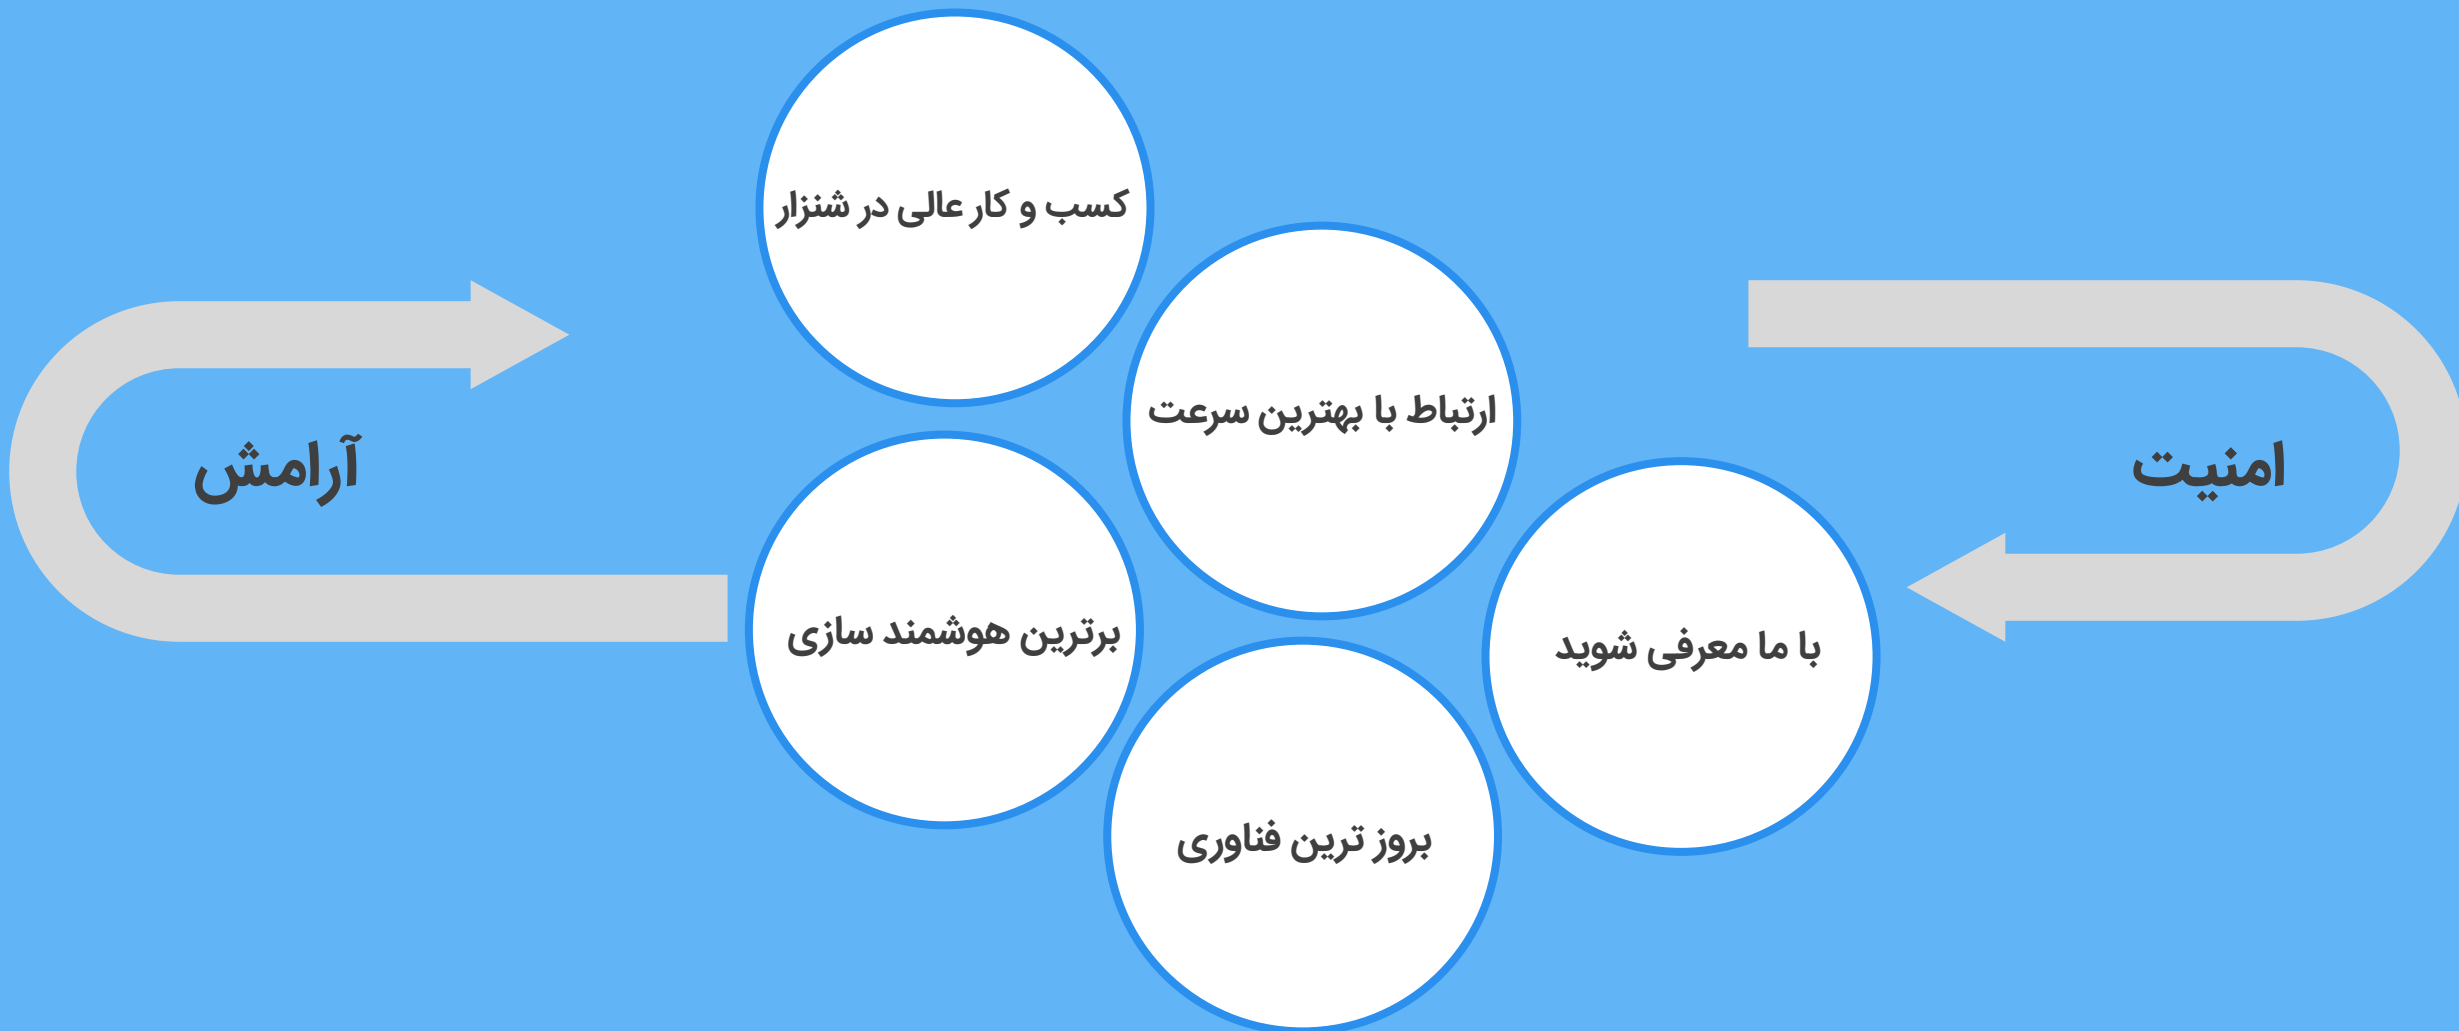 کسب و کار عالی در شنزار
ارتباط با بهترین سرعت
امنیت
آرامش
برترین هوشمند سازی
با ما معرفی شوید
بروز ترین فناوری